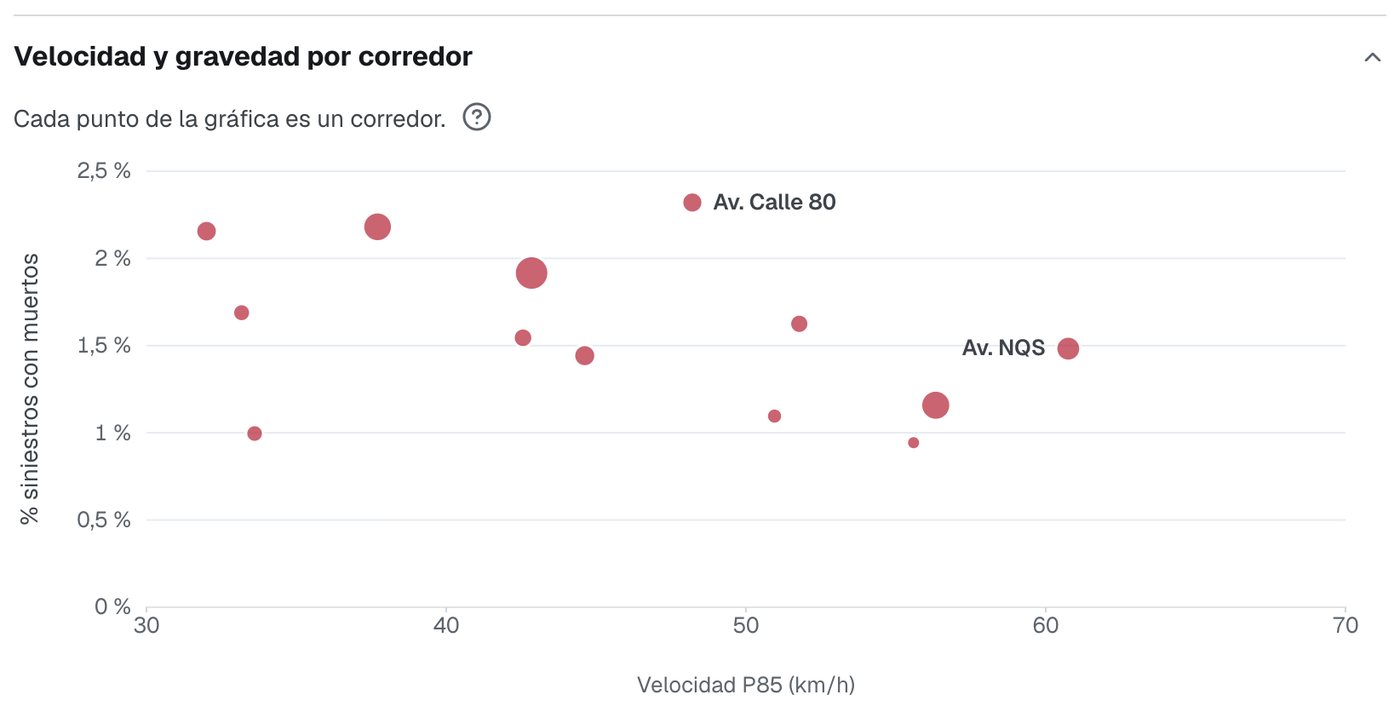 Velocidad y gravedad por corredor
Cada punto de la gráfica es un corredor. ?
2,5 %
Av. Calle 80
2 %
1,5 %
Av. NQS
1 %
0,5 %
0 %
% siniestros con muertos
30 40 50 60 70
Velocidad P85 (km/h)